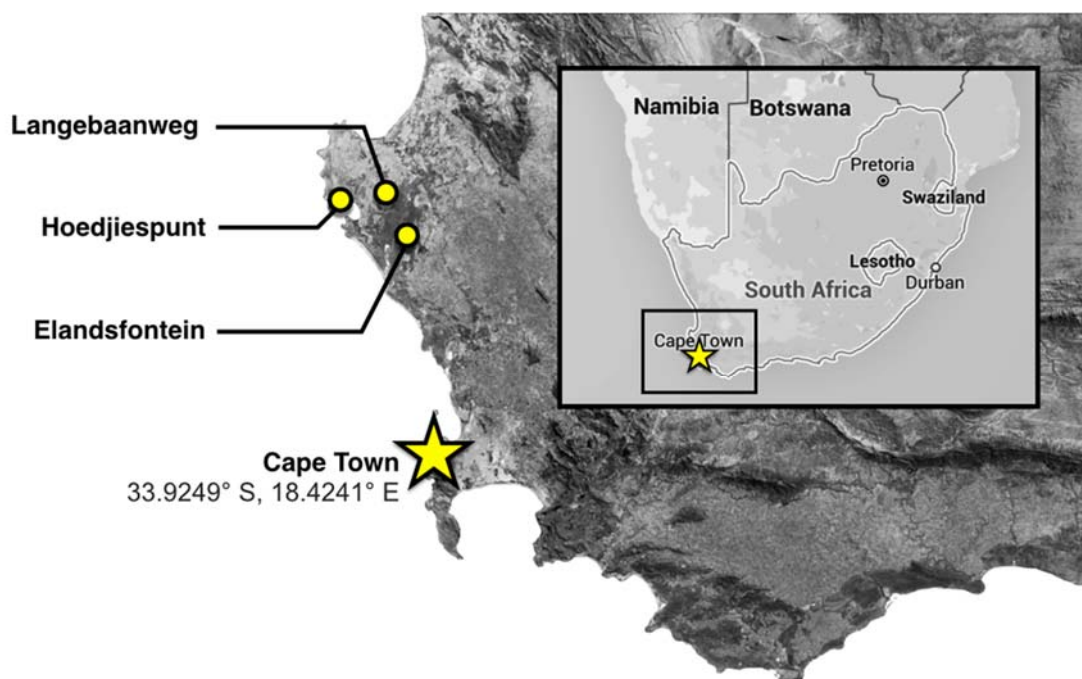 Langebaanweg
Hoedjiespunt
Elandsfontein
Cape Town
33.9249° S, 18.4241° E
Namibia
Botswana
Pretoria
Swaziland
Lesotho
Durban
South Africa
Cape Town